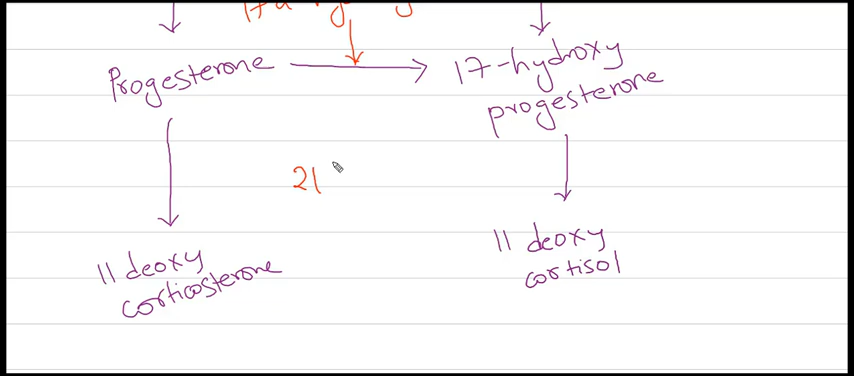 Progesterone
17-hydroxy
progesterone
21
11 deoxy
corticosterone
11 deoxy
cortisol